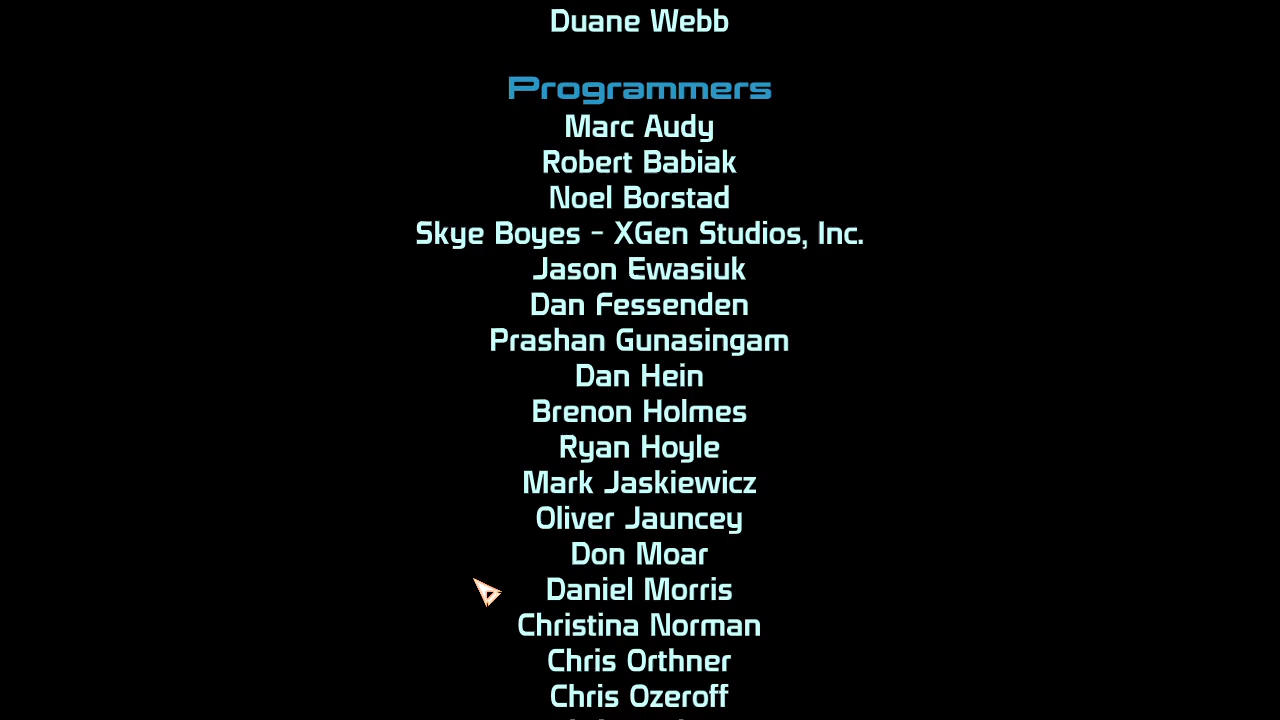 Duane Webb
Programmers
Marc Audy
Robert Babiak
Noel Borstad
Skye Boyes - XGen Studios, Inc.
Jason Ewasiuk
Dan Fessenden
Prashan Gunasingam
Dan Hein
Brenon Holmes
Ryan Hoyle
Mark Jaskiewicz
Oliver Jauncey
Don Moar
Daniel Morris
Christina Norman
Chris Orthner
Chris Ozeroff